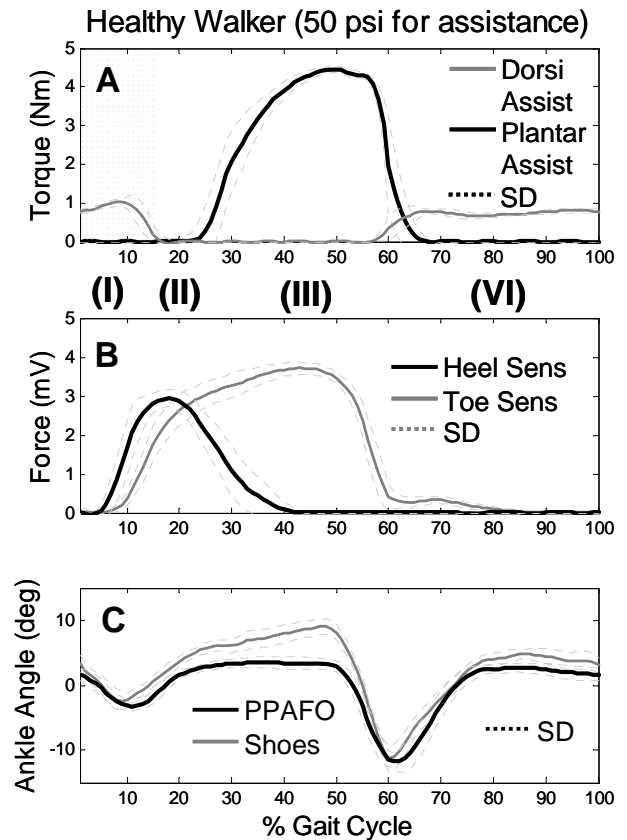 Healthy Walker (50 psi for assistance)
A
Torque (Nm)
5
4
3
2
1
0
Dorsi
Assist
Plantar
Assist
SD
10 20 30 40 50 60 70 80 90 100
(I) (II) (III) (VI)
B
Force (mV)
5
4
3
2
1
0
Heel Sens
Toe Sens
SD
10 20 30 40 50 60 70 80 90 100
C
Ankle Angle (deg)
10
0
-10
PPAFO
Shoes
SD
10 20 30 40 50 60 70 80 90 100
% Gait Cycle